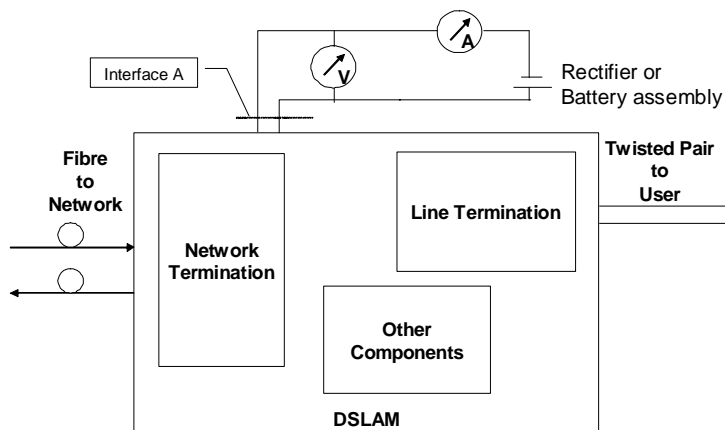 A
V
Interface A
Rectifier or
Battery assembly
Fibre
to
Network
Twisted Pair
to
User
Network
Termination
Line Termination
Other
Components
DSLAM